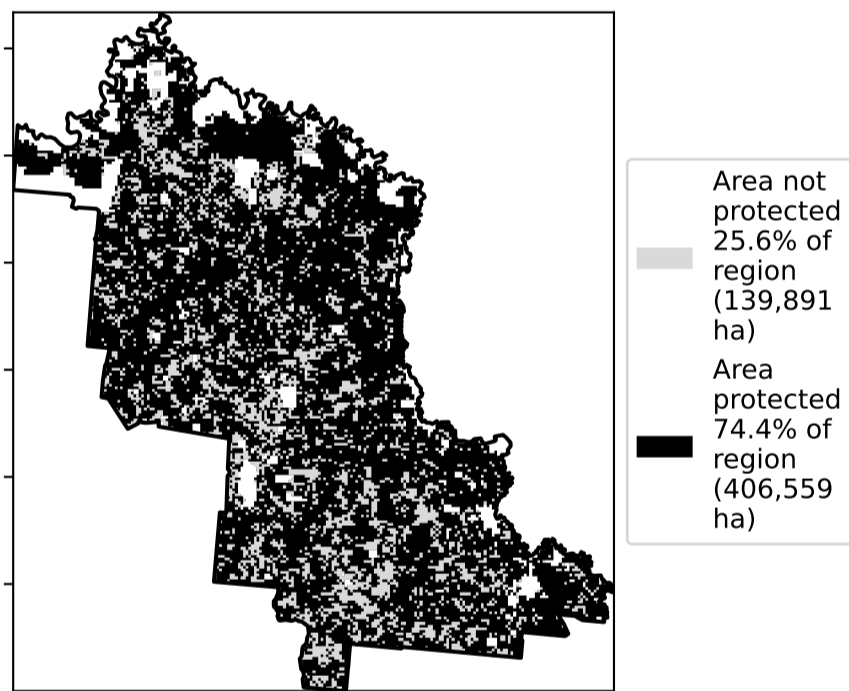 Area not
protected
25.6% of
region
(139,891
ha)
Area
protected
74.4% of
region
(406,559
ha)